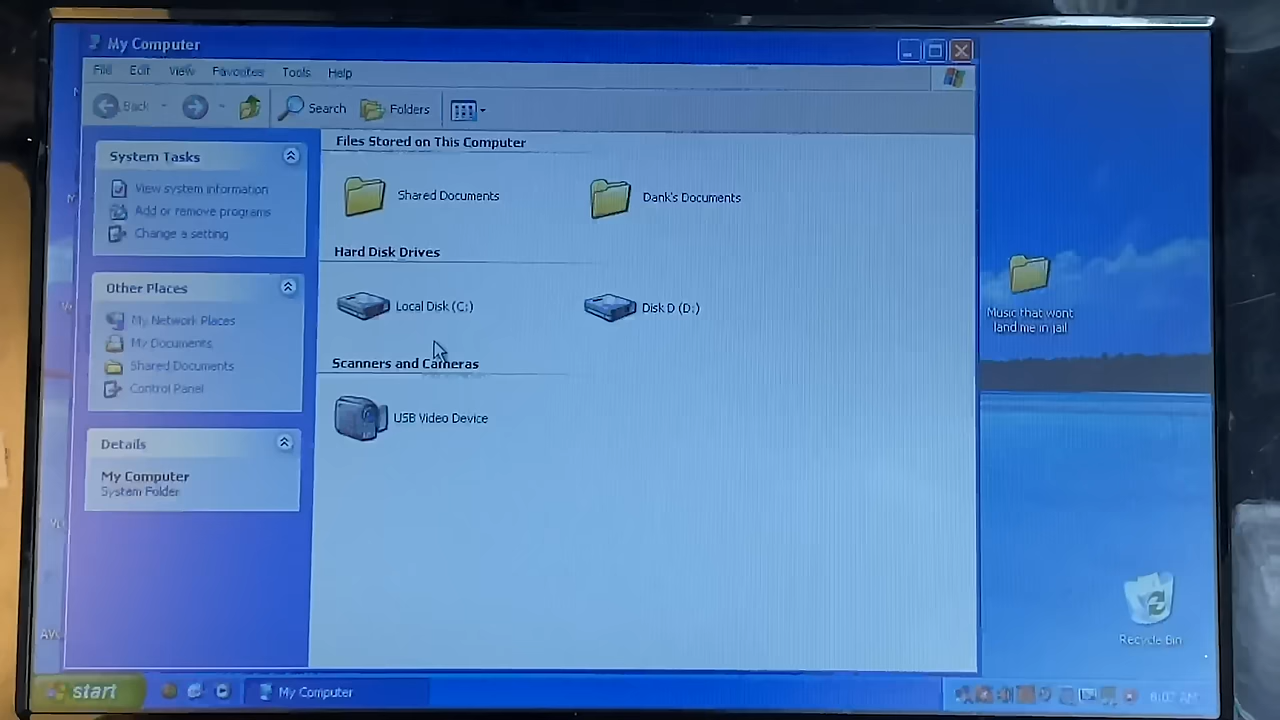 My Computer
File Edit View Favorites Tools Help
Back Search Folders
System Tasks
View system information
Add or remove programs
Change a setting
Other Places
My Network Places
My Documents
Shared Documents
Control Panel
Details
My Computer
System Folder
Files Stored on This Computer
Shared Documents Dank's Documents
Hard Disk Drives
Local Disk (C:) Disk D (D:)
Scanners and Cameras
USB Video Device
Music that wont
land me in jail
Recycle Bin
start My Computer